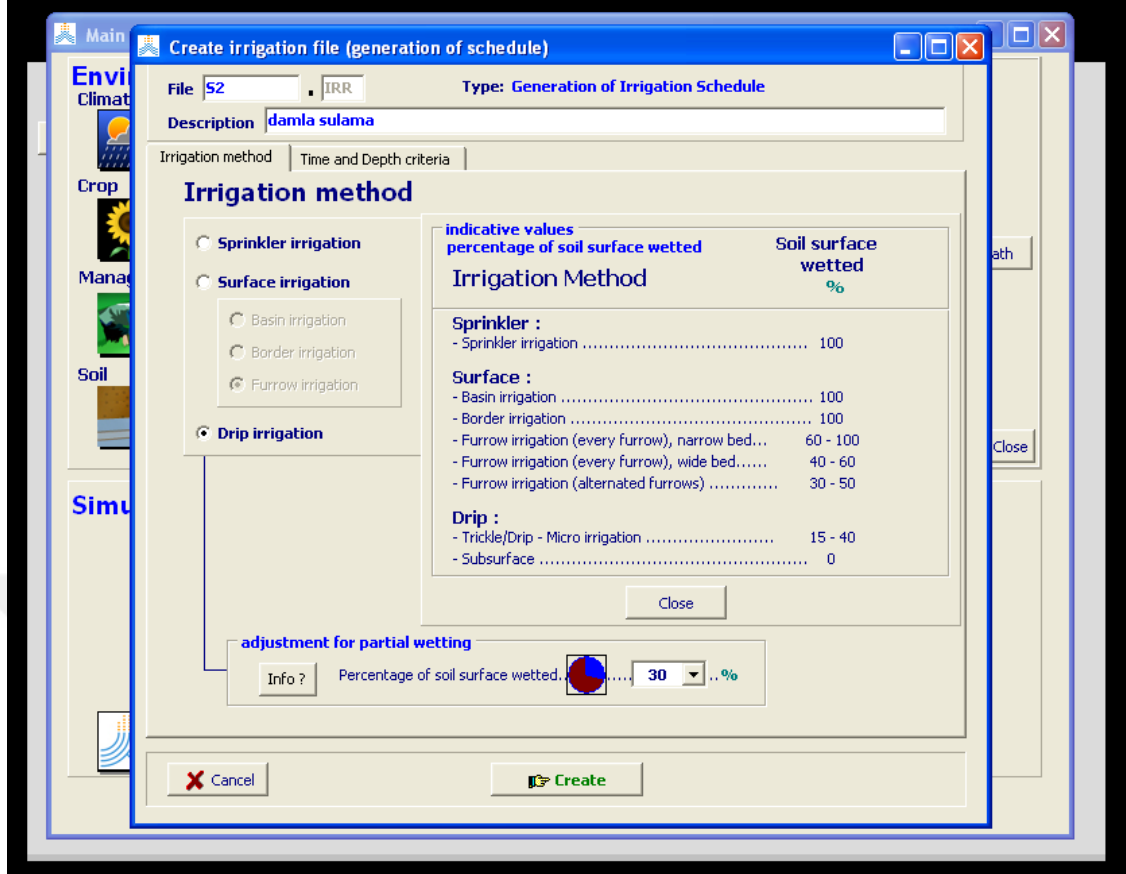 Main
Create irrigation file (generation of schedule)
Envi
Climat
Crop
Manag
Soil
Simu
File S2 . IRR Type: Generation of Irrigation Schedule
Description damla sulama
Irrigation method Time and Depth criteria
Irrigation method
Sprinkler irrigation
Surface irrigation
Basin irrigation
Border irrigation
Furrow irrigation
Drip irrigation
indicative values
percentage of soil surface wetted
Irrigation Method
Soil surface
wetted
%
Sprinkler :
- Sprinkler irrigation .......................................... 100
Surface :
- Basin irrigation ............................................... 100
- Border irrigation ............................................. 100
- Furrow irrigation (every furrow), narrow bed... 60 - 100
- Furrow irrigation (every furrow), wide bed...... 40 - 60
- Furrow irrigation (alternated furrows) ............. 30 - 50
Drip :
- Trickle/Drip - Micro irrigation ........................ 15 - 40
- Subsurface .................................................. 0
Close
adjustment for partial wetting
Info ? Percentage of soil surface wetted. ..... 30 ..%
Cancel Create
ath
Close